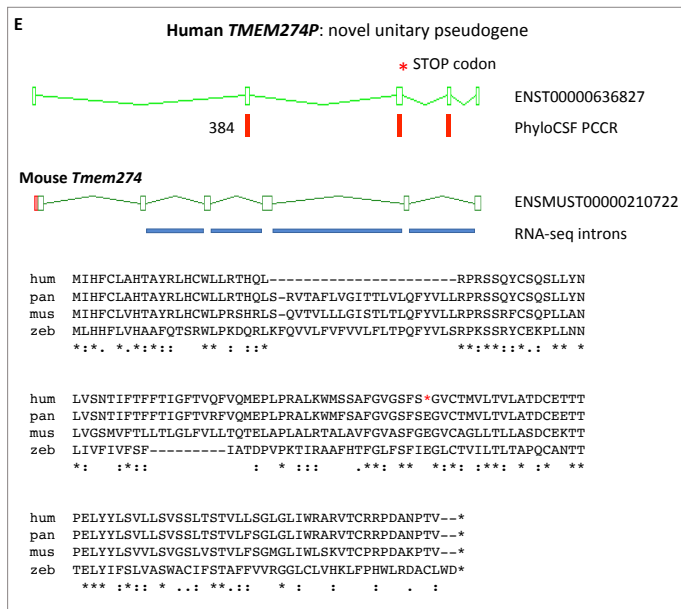 E
Human TMEM274P: novel unitary pseudogene
* STOP codon
ENST00000636827
384 PhyloCSF PCCR
Mouse Tmem274
ENSMUST00000210722
RNA-seq introns
hum MIHFCLAHTAYRLHCWLLRTHQL-----------------------RPRSSQYCSQSLLYN
pan MIHFCLAHTAYRLHCWLLRTHQLS-RVTAFLVGITTLVLQFYVLLRPRSSQYCSQSLLYN
mus MIHFCLVHTAYRLHCWLPRSHRLS-QVTVLLLGISTLTLQFYVLLRPRSSRFCSQPLLAN
zeb MLHHFLVHAAFQTSRWLPKDQRLKFQVVLFVFVVLFLTPQFYVLSRPKSSRYCEKPLLNN
*::*. *.*:*:: ** : ::* **:**::*.:.** *
hum LVSNTIFTFFTIGFTVQFVQMEPLPRALKWMSSAFGVGSFS*GVCTMVLTVLATDCETTT
pan LVSNTIFTFFTIGFTVRFVQMEPLPRALKWMSFAFGVGSFSEGVCTMVLTVLATDCEETT
mus LVGSMVFTLLTLGLFVLLTQTELAPLALRTALAVFGVASFGEGVCAGLLTLLASDCEKTT
zeb LIVFIVFSF---------IATDPVPKTIRAAFHTFGLFSFIEGLCTVILTLTAPQCANTT
*: :*:: : * ::: .**: ** *:*: :**: *.:* **
hum PELYYLSVLLSVSSLTSTVLLSGLGLIWRARVTCRRPDANPTV--*
pan PELYYLSVLLSVSSLTSTVLFSGLGLIWRARVTCRRPDANPTV--*
mus PELYYLSVVLSVGSLVSTVLFSGMGLIWLSKVTCRRPDAKPTV--*
zeb TELYIFSLVASWACIFSTAFFVVRGGLCLVHKLFPHWLRDACLWD*
*** :*:: * ..: **.:: * : : . :